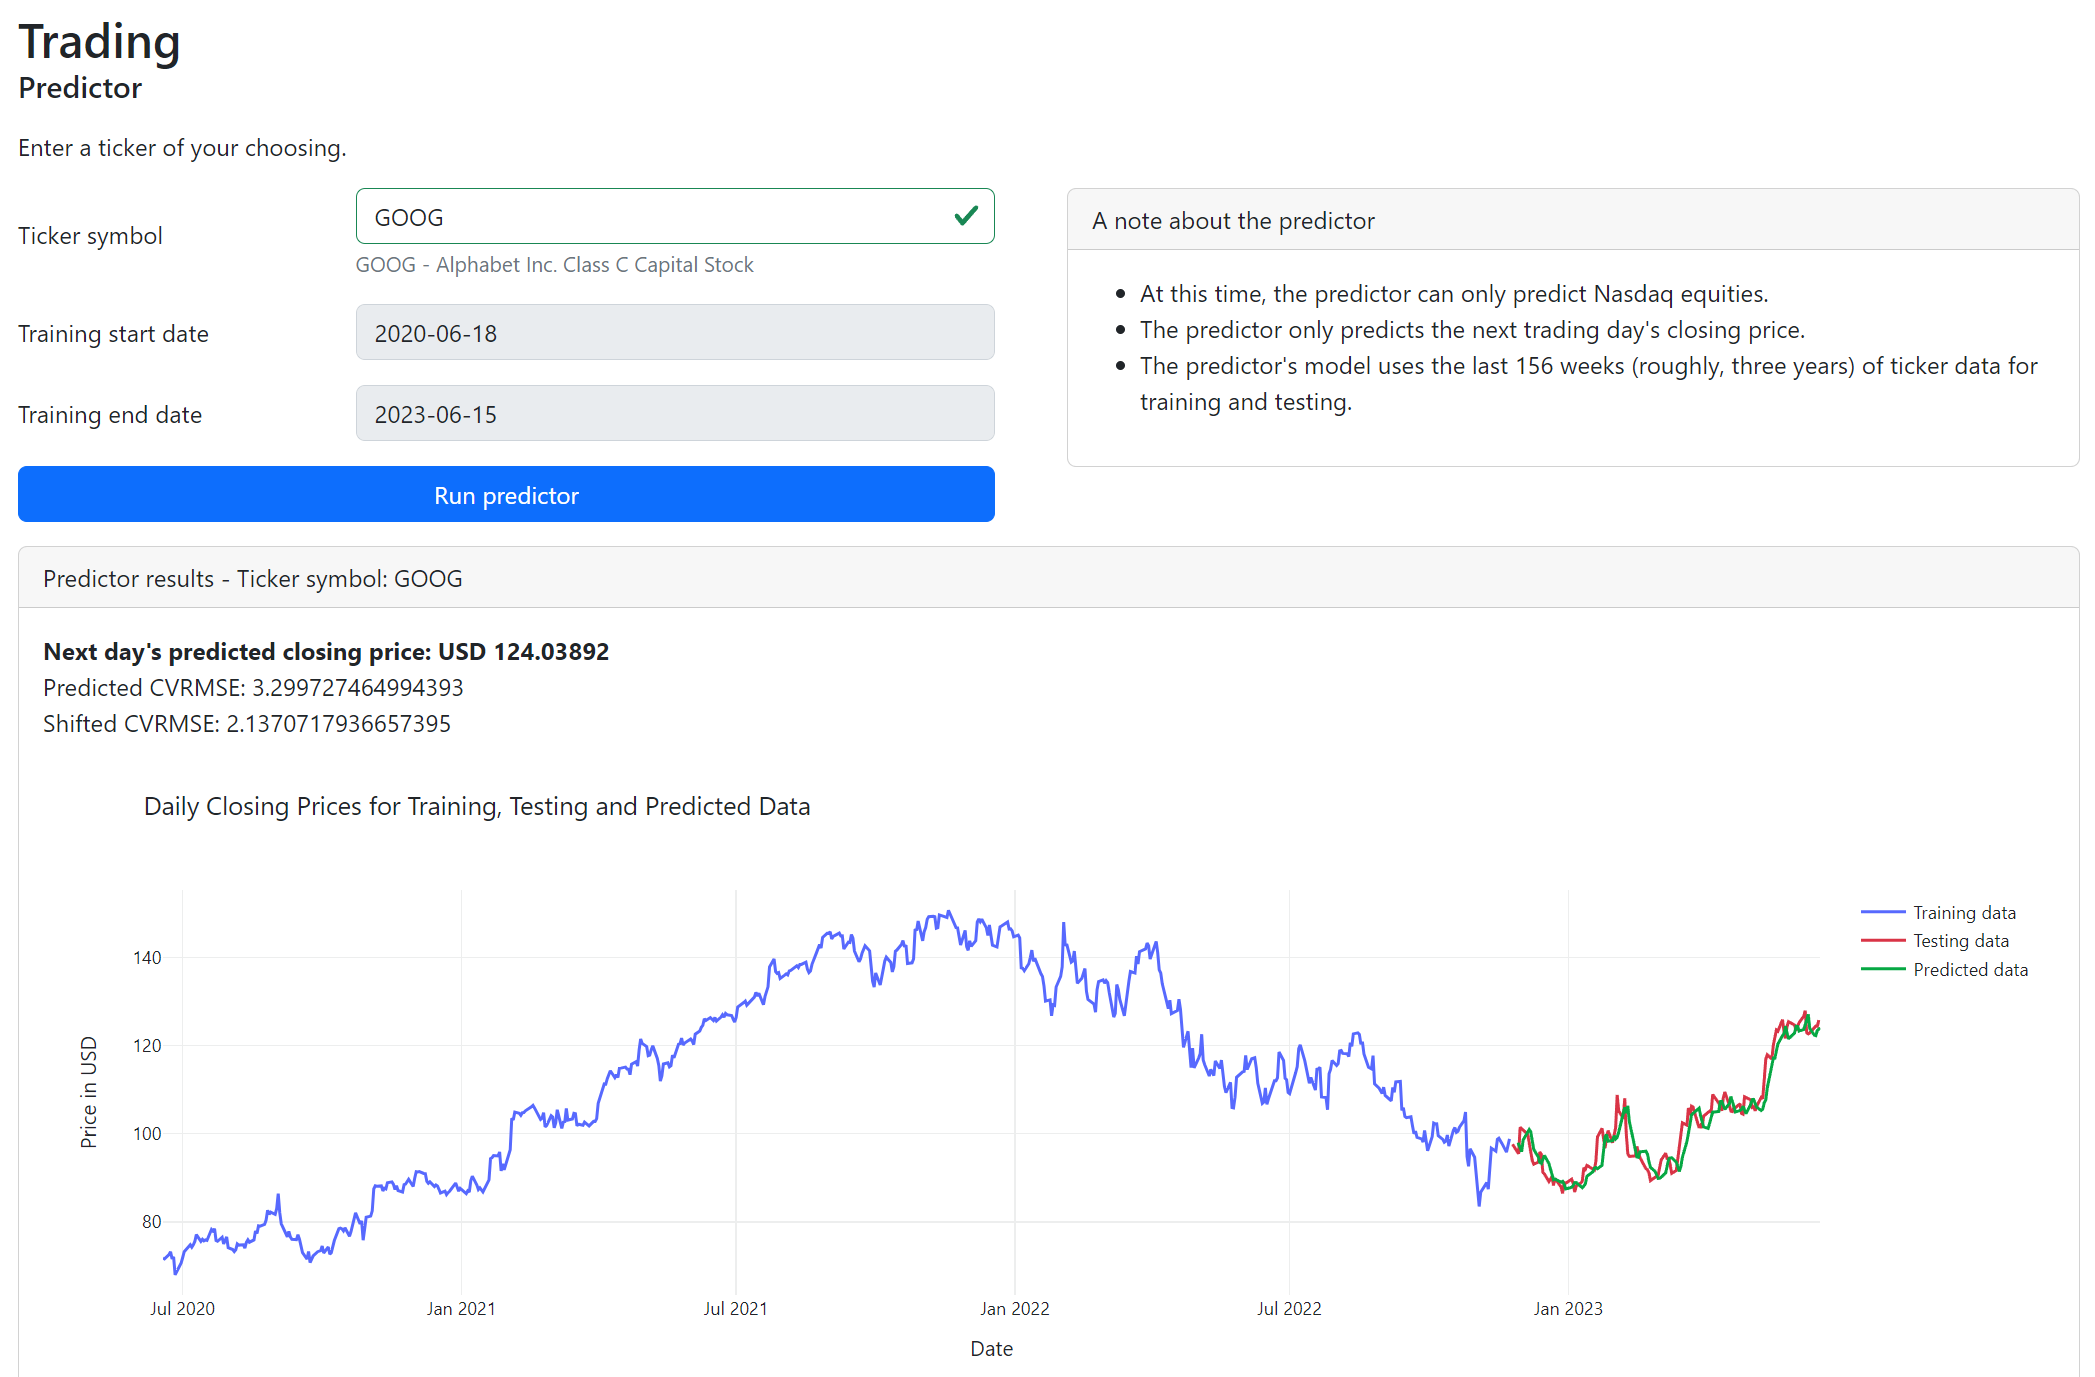 Trading
Predictor
Enter a ticker of your choosing.
Ticker symbol
GOOG
GOOG - Alphabet Inc. Class C Capital Stock
Training start date
2020-06-18
Training end date
2023-06-15
Run predictor
A note about the predictor
At this time, the predictor can only predict Nasdaq equities.
The predictor only predicts the next trading day's closing price.
The predictor's model uses the last 156 weeks (roughly, three years) of ticker data for
training and testing.
Predictor results - Ticker symbol: GOOG
Next day's predicted closing price: USD 124.03892
Predicted CVRMSE: 3.299727464994393
Shifted CVRMSE: 2.1370717936657395
Daily Closing Prices for Training, Testing and Predicted Data
Training data
Testing data
Predicted data
Price in USD
140
120
100
80
Jul 2020
Jan 2021
Jul 2021
Jan 2022
Jul 2022
Jan 2023
Date